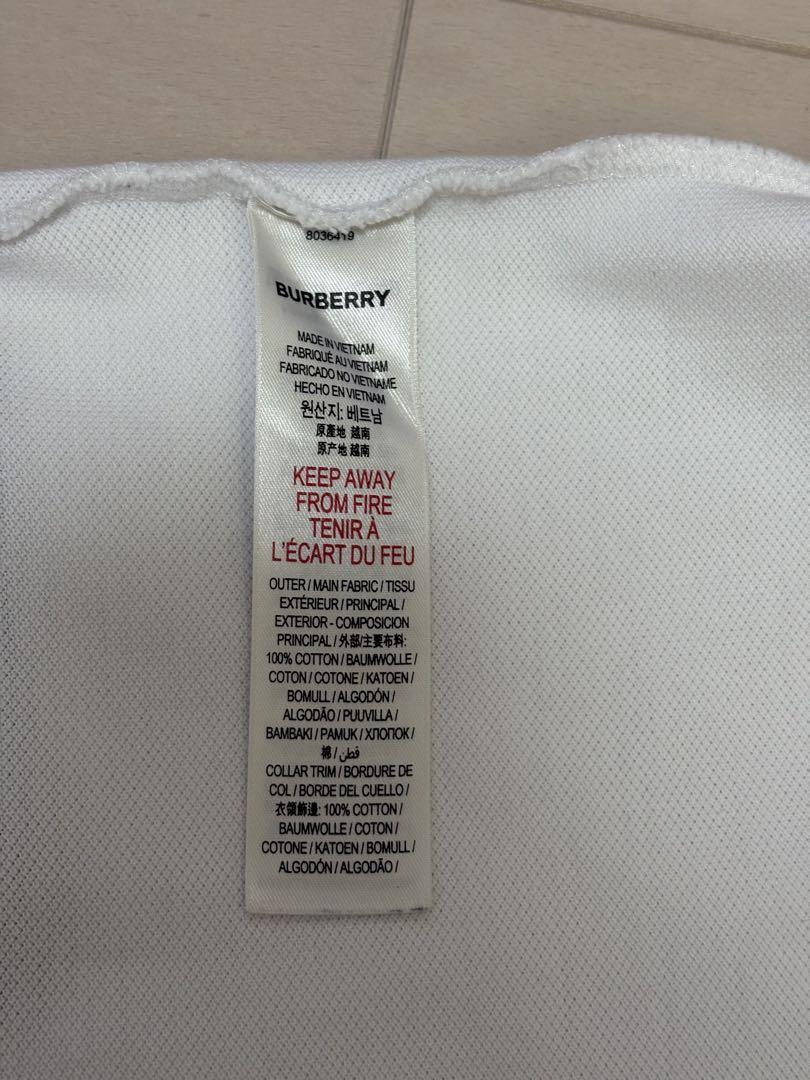 8036419
BURBERRY
MADE IN VIETNAM
FABRIQUÉ AU VIETNAM
FABRICADO NO VIETNAME
HECHO EN VIETNAM
원산지: 베트남
原產地 越南
原产地 越南
KEEP AWAY
FROM FIRE
TENIR À
L'ÉCART DU FEU
OUTER / MAIN FABRIC / TISSU
EXTÉRIEUR / PRINCIPAL /
EXTERIOR - COMPOSICION
PRINCIPAL / 外部/主要布料:
100% COTTON / BAUMWOLLE /
COTON / COTONE / KATOEN /
BOMULL / ALGODÓN /
ALGODÃO / PUUVILLA /
BAMBAKI / PAMUK / ХЛОПОК /
棉 / قطن
COLLAR TRIM / BORDURE DE
COL / BORDE DEL CUELLO /
衣領飾邊: 100% COTTON /
BAUMWOLLE / COTON /
COTONE / KATOEN / BOMULL /
ALGODÓN / ALGODÃO /